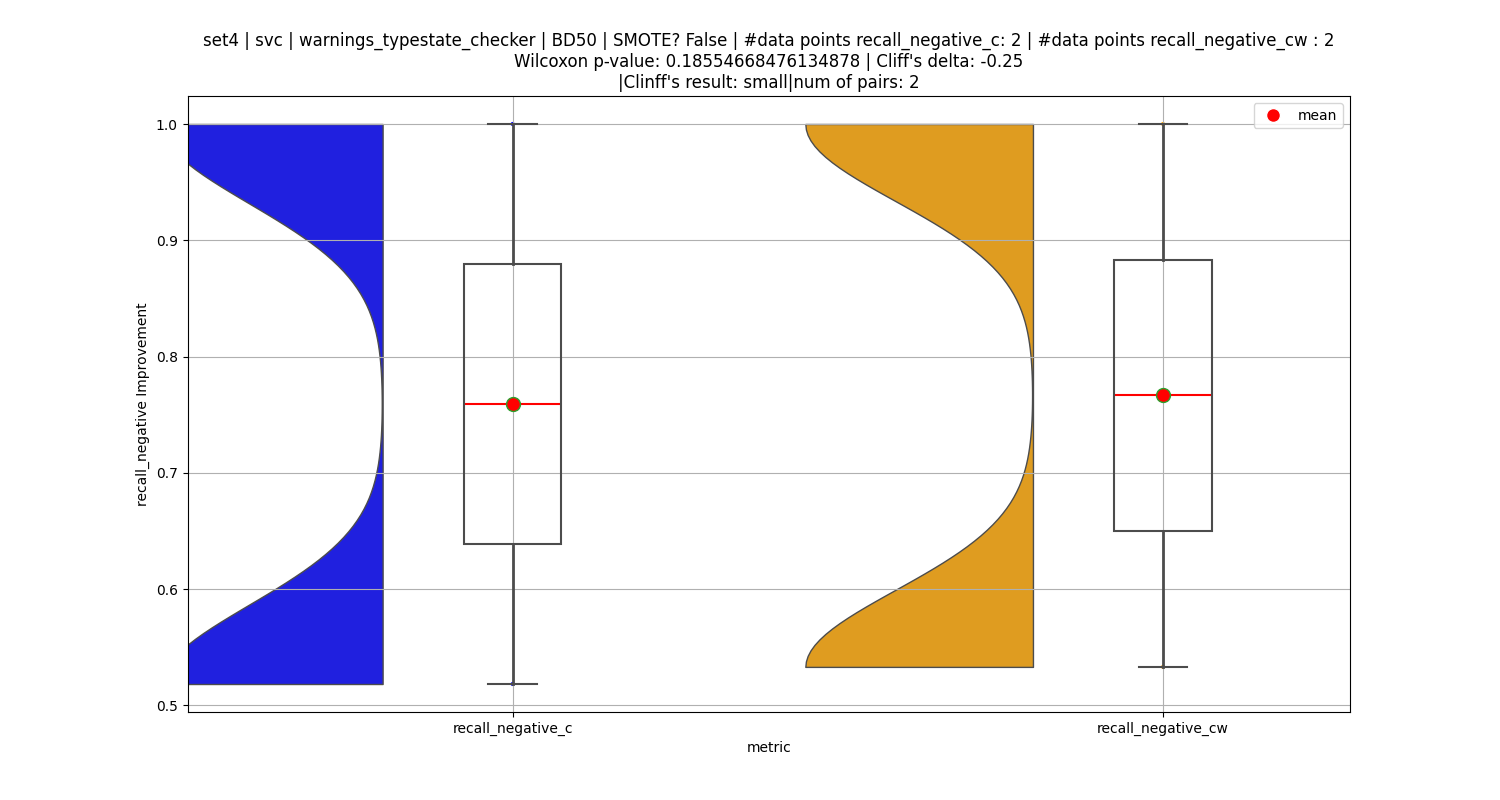 set4 | svc | warnings_typestate_checker | BD50 | SMOTE? False | #data points recall_negative_c: 2 | #data points recall_negative_cw : 2
Wilcoxon p-value: 0.18554668476134878 | Cliff's delta: -0.25
|Clinff's result: small|num of pairs: 2
mean
1.0
0.9
0.8
0.7
0.6
0.5
recall_negative Improvement
recall_negative_c
recall_negative_cw
metric